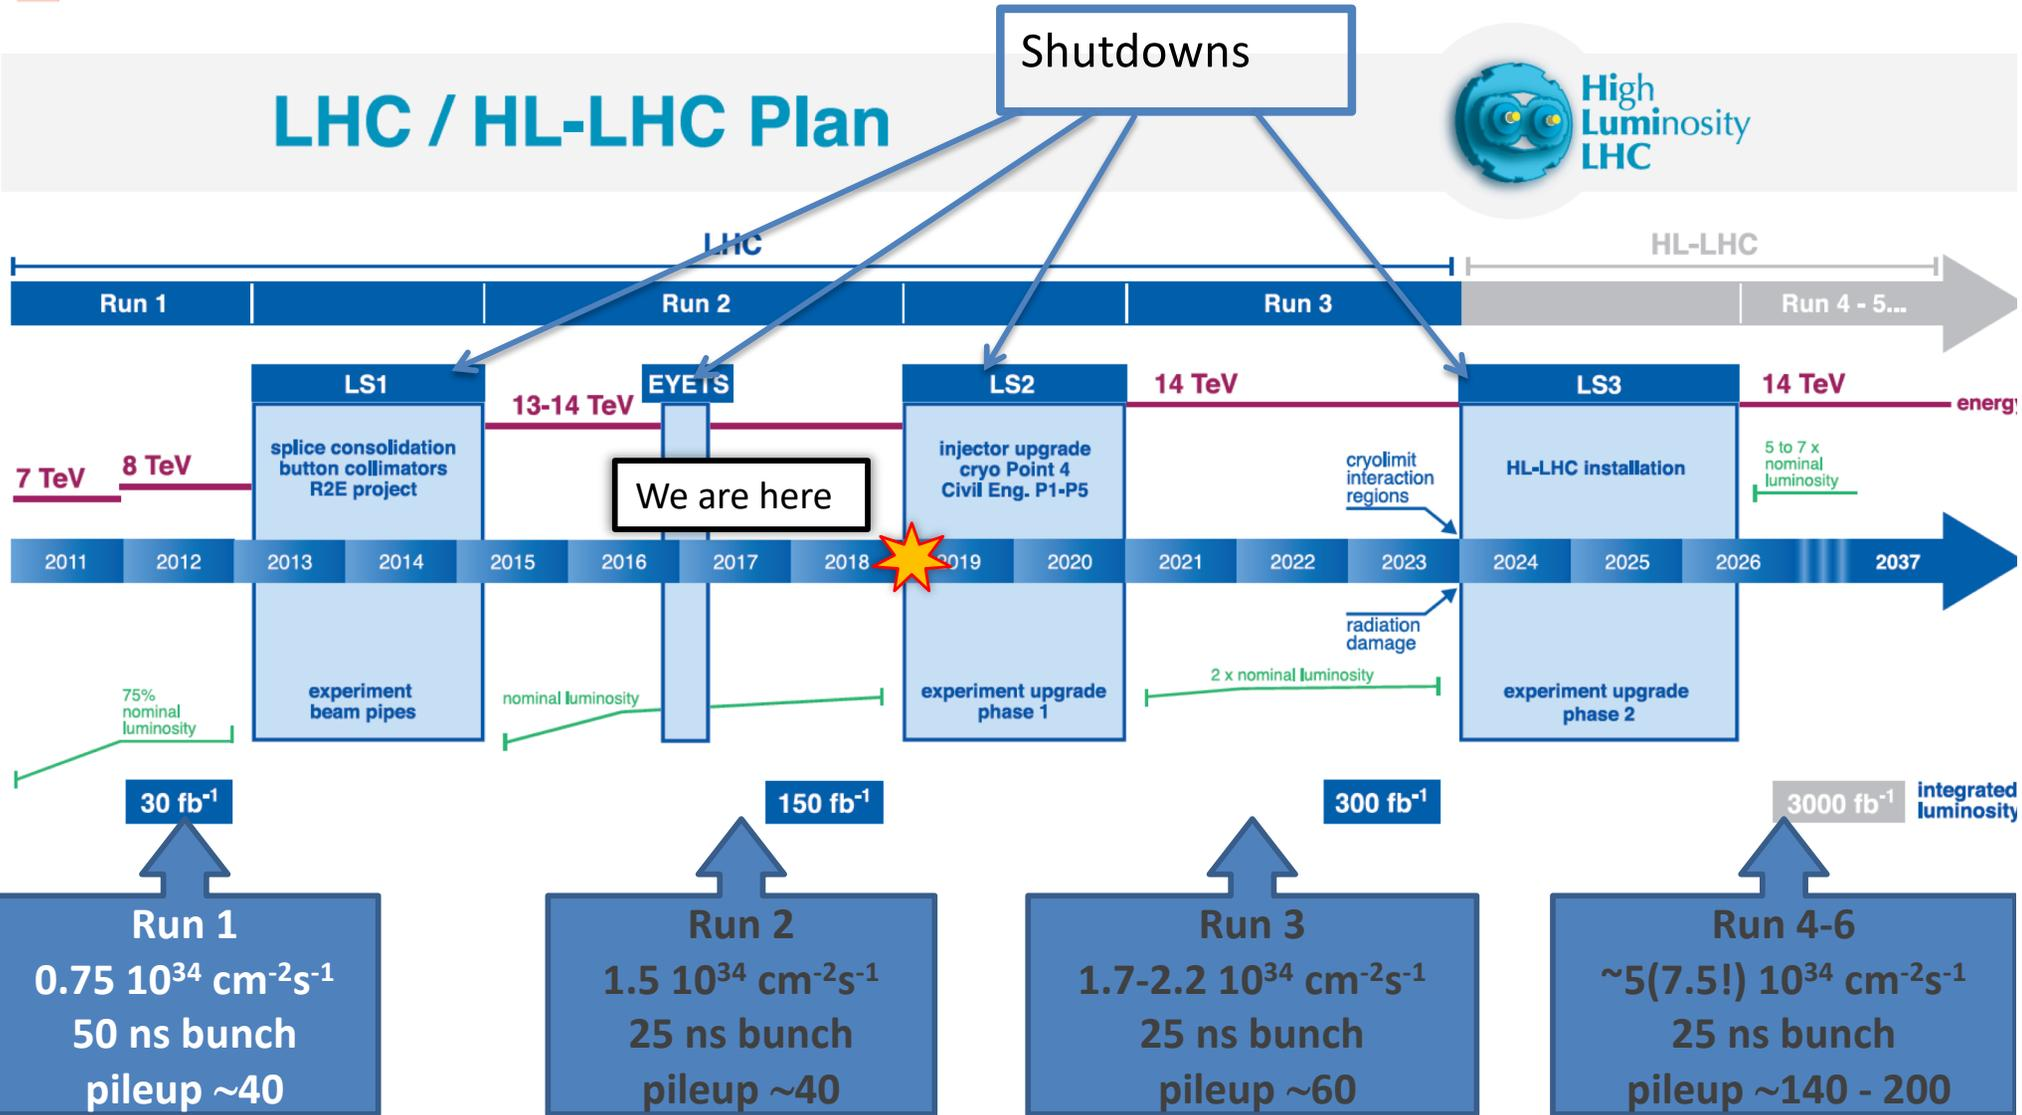 Shutdowns
LHC / HL-LHC Plan
High
Luminosity
LHC
LHC
HL-LHC
Run 1
Run 2
Run 3
Run 4 - 5...
LS1
EYETS
LS2
14 TeV
LS3
14 TeV
energy
13-14 TeV
7 TeV
8 TeV
splice consolidation
button collimators
R2E project
injector upgrade
cryo Point 4
Civil Eng. P1-P5
cryolimit
interaction
regions
HL-LHC installation
5 to 7 x
nominal
luminosity
We are here
2011
2012
2013
2014
2015
2016
2017
2018
2019
2020
2021
2022
2023
2024
2025
2026
2037
radiation
damage
75%
nominal
luminosity
experiment
beam pipes
nominal luminosity
experiment upgrade
phase 1
2 x nominal luminosity
experiment upgrade
phase 2
30 fb⁻¹
150 fb⁻¹
300 fb⁻¹
3000 fb⁻¹
integrated
luminosity
Run 1
0.75 10³⁴ cm⁻²s⁻¹
50 ns bunch
pileup ~40
Run 2
1.5 10³⁴ cm⁻²s⁻¹
25 ns bunch
pileup ~40
Run 3
1.7-2.2 10³⁴ cm⁻²s⁻¹
25 ns bunch
pileup ~60
Run 4-6
~5(7.5!) 10³⁴ cm⁻²s⁻¹
25 ns bunch
pileup ~140 - 200